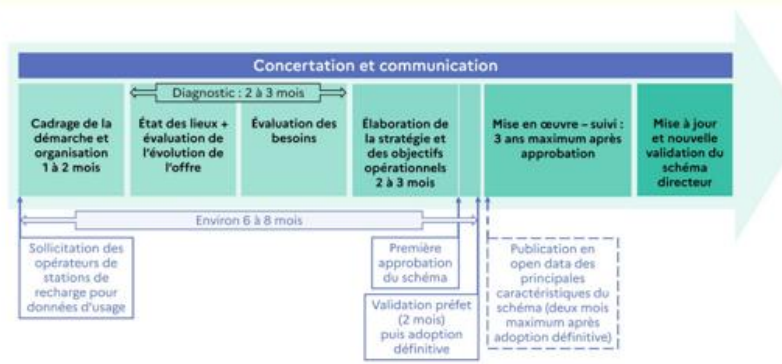 Concertation et communication
Diagnostic : 2 à 3 mois
Cadrage de la
démarche et
organisation
1 à 2 mois
État des lieux +
évaluation de
l'évolution de
l'offre
Évaluation des
besoins
Élaboration de
la stratégie et
des objectifs
opérationnels
2 à 3 mois
Mise en œuvre – suivi :
3 ans maximum après
approbation
Mise à jour
et nouvelle
validation du
schéma
directeur
Environ 6 à 8 mois
Sollicitation des
opérateurs de
stations de
recharge pour
données d'usage
Première
approbation
du schéma
Validation préfet
(2 mois)
puis adoption
définitive
Publication en
open data des
principales
caractéristiques du
schéma (deux mois
maximum après
adoption définitive)